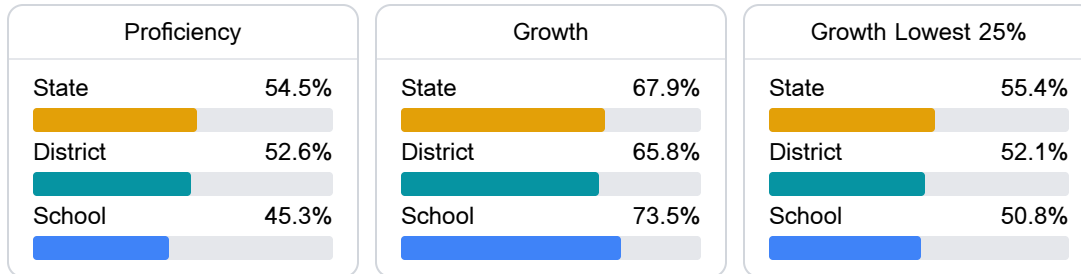 Proficiency
State 54.5%
District 52.6%
School 45.3%
Growth
State 67.9%
District 65.8%
School 73.5%
Growth Lowest 25%
State 55.4%
District 52.1%
School 50.8%